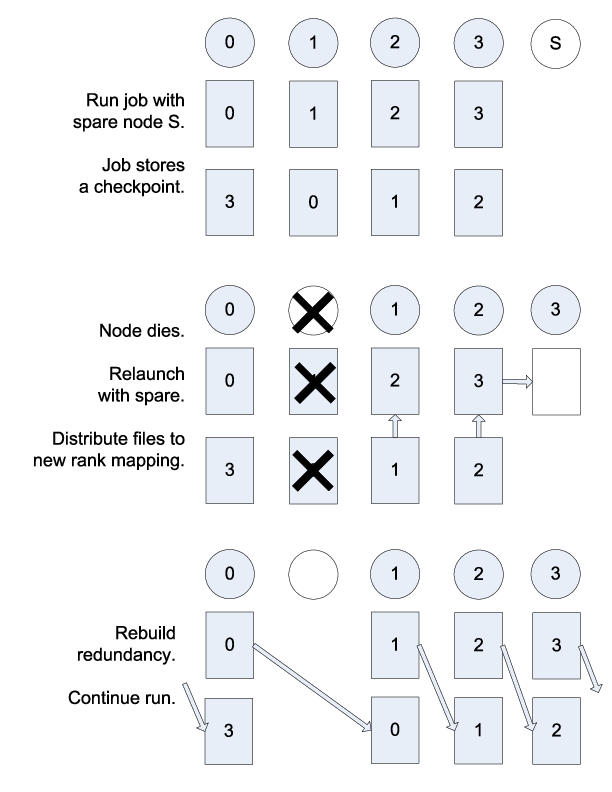 0 1 2 3 S
Run job with
spare node S.
0 1 2 3
Job stores
a checkpoint.
3 0 1 2
0 1 2 3
Node dies.
Relaunch
with spare.
0 2 3
Distribute files to
new rank mapping.
3 1 2
0 1 2 3
Rebuild
redundancy.
0 1 2 3
Continue run.
3 0 1 2